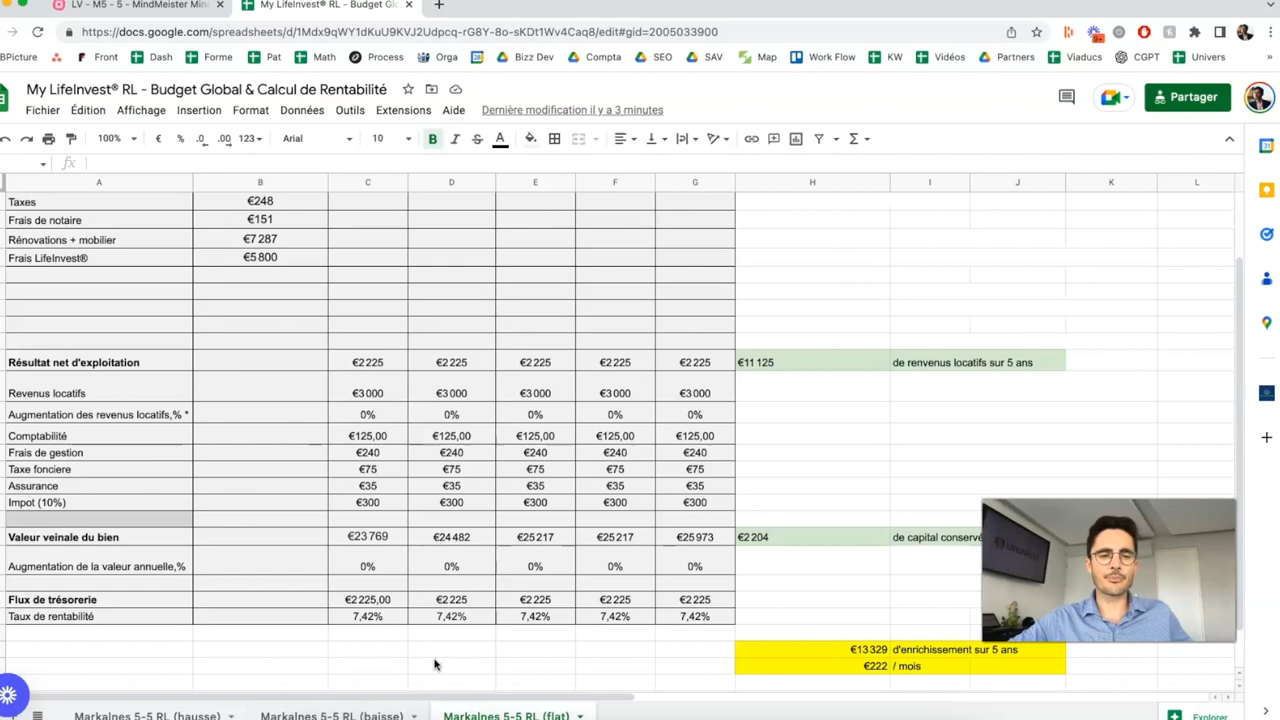 LV - M5 - 5 - MindMeister Min
My LifeInvest® RL - Budget Glo
https://docs.google.com/spreadsheets/d/1Mdx9qWY1dKuU9KVJ2Udpcq-rG8Y-8o-sKDt1Wv4Caq8/edit#gid=2005033900
BPicture Front Dash Forme Pat Math Process Orga Bizz Dev Compta SEO SAV Map Work Flow KW Vidéos Partners Viaducs CGPT Univers »
My LifeInvest® RL - Budget Global & Calcul de Rentabilité
Fichier Édition Affichage Insertion Format Données Outils Extensions Aide Dernière modification il y a 3 minutes
Partager
100% € % .0 .00 123 Arial 10 B I S A Σ
fx
A B C D E F G H I J K L
Taxes €248
Frais de notaire €151
Rénovations + mobilier €7 287
Frais LifeInvest® €5 800
Résultat net d'exploitation €2 225 €2 225 €2 225 €2 225 €2 225 €11 125 de renvenus locatifs sur 5 ans
Revenus locatifs €3 000 €3 000 €3 000 €3 000 €3 000
Augmentation des revenus locatifs,% * 0% 0% 0% 0% 0%
Comptabilité €125,00 €125,00 €125,00 €125,00 €125,00
Frais de gestion €240 €240 €240 €240 €240
Taxe fonciere €75 €75 €75 €75 €75
Assurance €35 €35 €35 €35 €35
Impot (10%) €300 €300 €300 €300 €300
Valeur veinale du bien €23 769 €24 482 €25 217 €25 217 €25 973 €2 204 de capital conservé
Augmentation de la valeur annuelle,% 0% 0% 0% 0% 0%
Flux de trésorerie €2 225,00 €2 225 €2 225 €2 225 €2 225
Taux de rentabilité 7,42% 7,42% 7,42% 7,42% 7,42%
€13 329 d'enrichissement sur 5 ans
€222 / mois
Markalnes 5-5 RL (hausse) Markalnes 5-5 RL (baisse) Markalnes 5-5 RL (flat)
Explorer